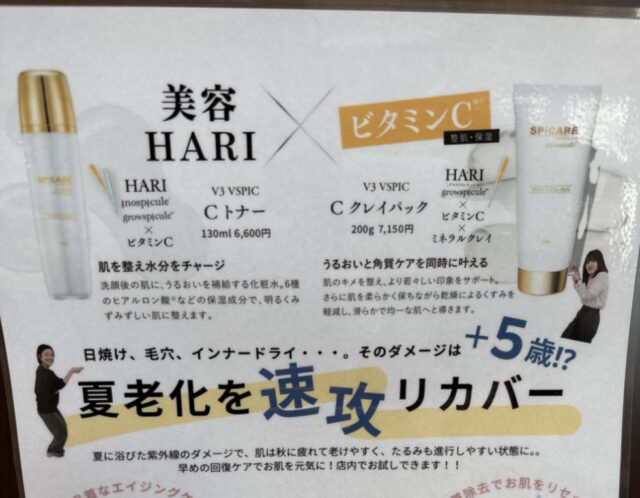 美容
HARI
ビタミンC
整肌・保湿
SPICARE
HARI
inospicule
growspicule
×
ビタミンC
V3 VSPIC
C トナー
130ml 6,600円
V3 VSPIC
C クレイパック
200g 7,150円
HARI
growspicule
×
ビタミンC
×
ミネラルクレイ
SPICARE
肌を整え水分をチャージ
洗顔後の肌に、うるおいを補給する化粧水。6種
のヒアルロン酸※などの保湿成分で、明るくみ
ずみずしい肌に整えます。
うるおいと角質ケアを同時に叶える
肌のキメを整え、より若々しい印象をサポート。
さらに肌を柔らかく保ちながら乾燥によるくすみを
軽減し、滑らかで均一な肌へと導きます。
日焼け、毛穴、インナードライ・・・。そのダメージは
+5歳!?
夏老化を速攻リカバー
夏に浴びた紫外線のダメージで、肌は秋に疲れて老けやすく、たるみも進行しやすい状態に。。
早めの回復ケアでお肌を元気に！店内でお試しできます！！